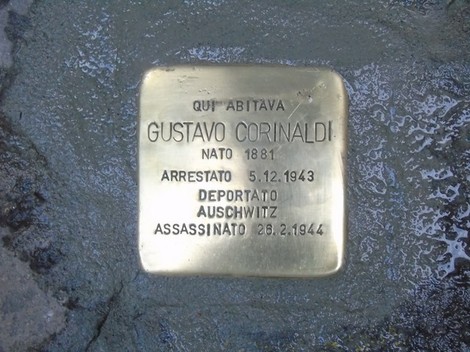 QUI ABITAVA
GUSTAVO CORINALDI
NATO 1881
ARRESTATO 5.12.1943
DEPORTATO
AUSCHWITZ
ASSASSINATO 26.2.1944